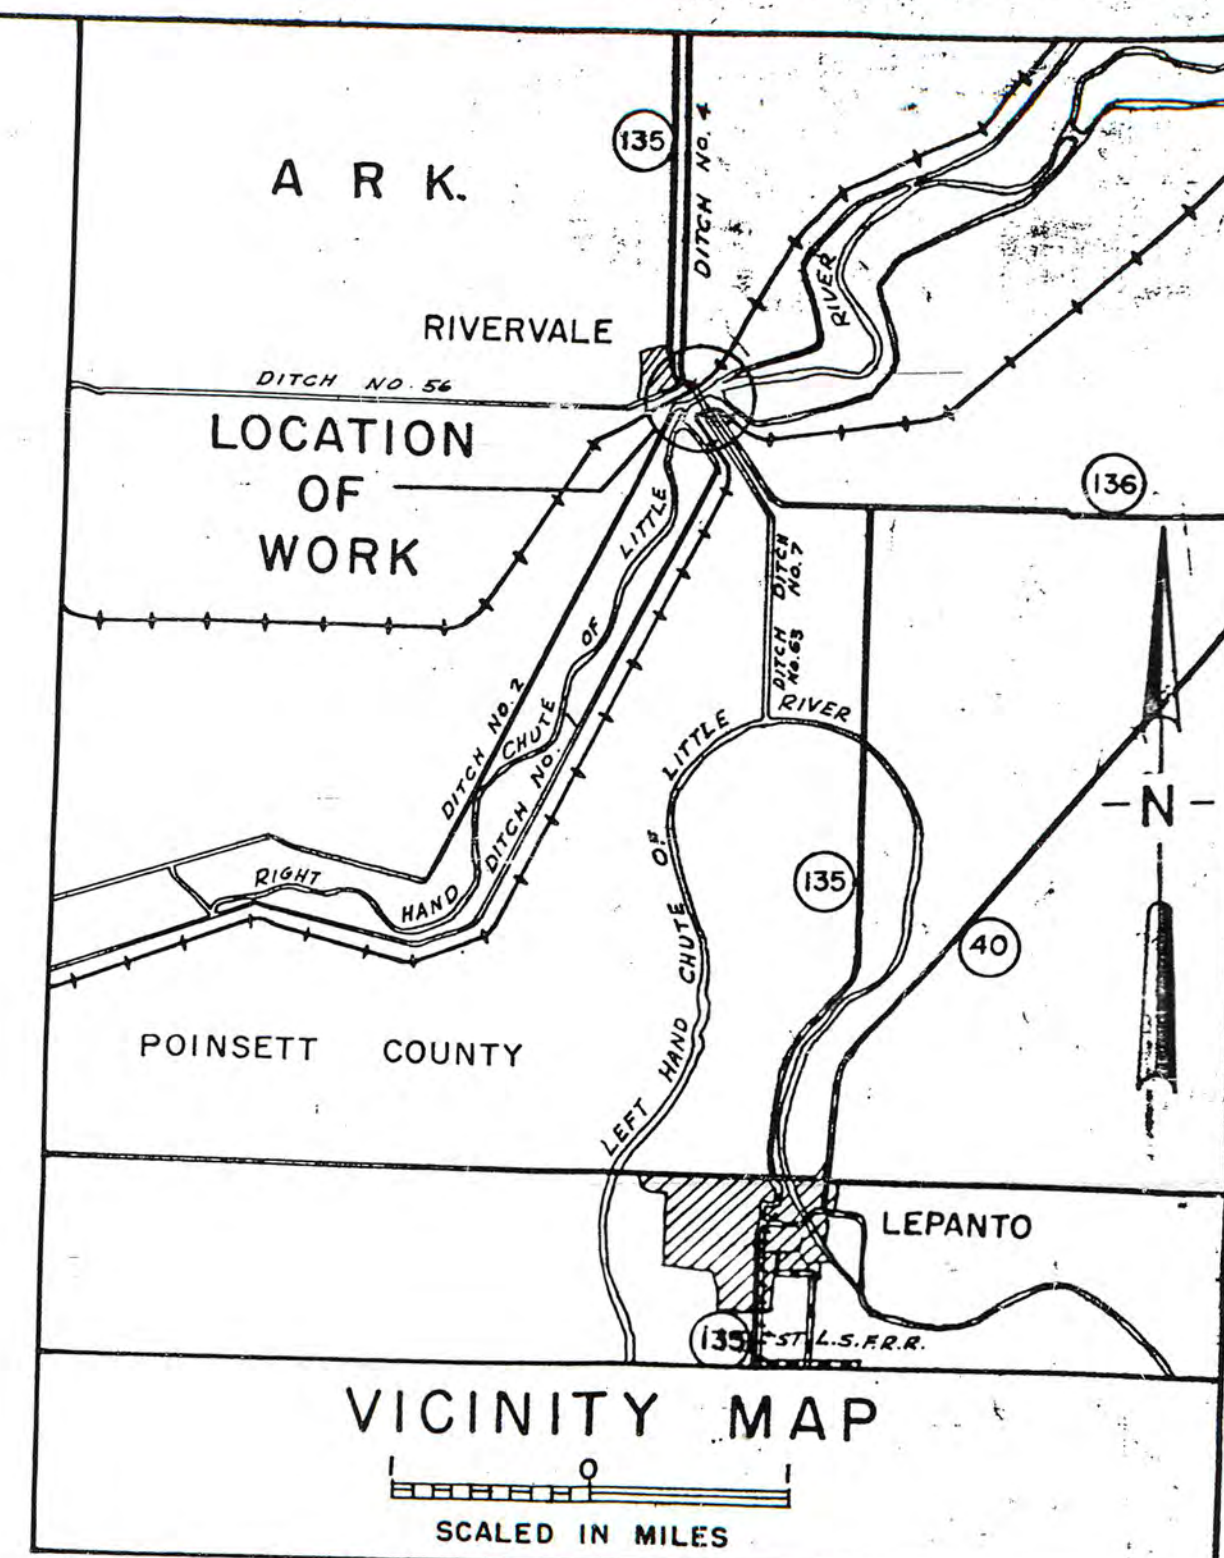 135
DITCH NO. 4
A R K.
RIVER
RIVERVALE
DITCH NO. 56
LOCATION
OF
WORK
136
LITTLE
OF
CHUTE
HAND
RIGHT
DITCH NO. 2
DITCH NO.
DITCH DITCH
NO. 7
DITCH
NO. 63
RIVER
LITTLE
OF
CHUTE
HAND
LEFT
-N-
135
40
POINSETT COUNTY
LEPANTO
135
ST. L.S.F.R.R.
VICINITY MAP
1 0 1
SCALED IN MILES